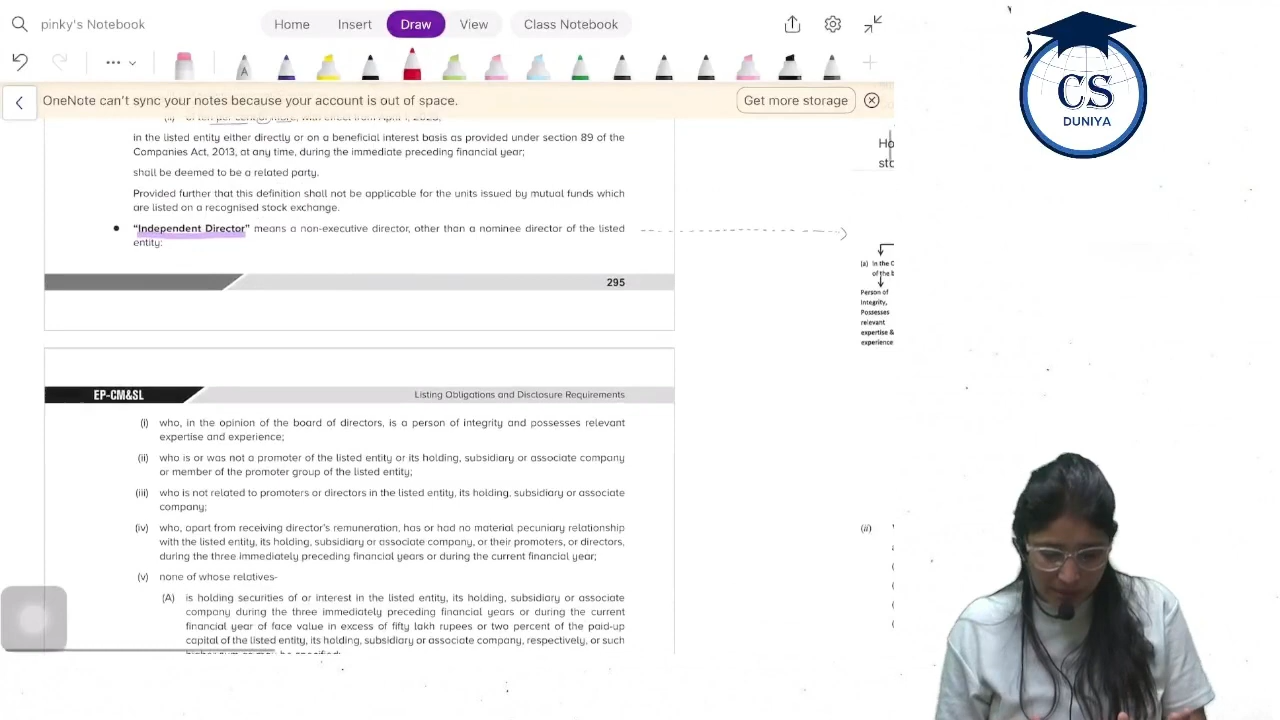 pinky's Notebook
Home Insert Draw View Class Notebook
A
OneNote can't sync your notes because your account is out of space.
Get more storage
CS
DUNIYA
in the listed entity either directly or on a beneficial interest basis as provided under section 89 of the
Companies Act, 2013, at any time, during the immediate preceding financial year;
shall be deemed to be a related party.
Provided further that this definition shall not be applicable for the units issued by mutual funds which
are listed on a recognised stock exchange.
● "Independent Director" means a non-executive director, other than a nominee director of the listed
entity:
295
(a) In the
of the b
Person of
Integrity,
Possesses
relevant
expertise &
experience
EP-CM&SL
Listing Obligations and Disclosure Requirements
(i) who, in the opinion of the board of directors, is a person of integrity and possesses relevant
expertise and experience;
(ii) who is or was not a promoter of the listed entity or its holding, subsidiary or associate company
or member of the promoter group of the listed entity;
(iii) who is not related to promoters or directors in the listed entity, its holding, subsidiary or associate
company;
(iv) who, apart from receiving director's remuneration, has or had no material pecuniary relationship
with the listed entity, its holding, subsidiary or associate company, or their promoters, or directors,
during the three immediately preceding financial years or during the current financial year;
(v) none of whose relatives-
(A) is holding securities of or interest in the listed entity, its holding, subsidiary or associate
company during the three immediately preceding financial years or during the current
financial year of face value in excess of fifty lakh rupees or two percent of the paid-up
capital of the listed entity, its holding, subsidiary or associate company, respectively, or such
(ii)